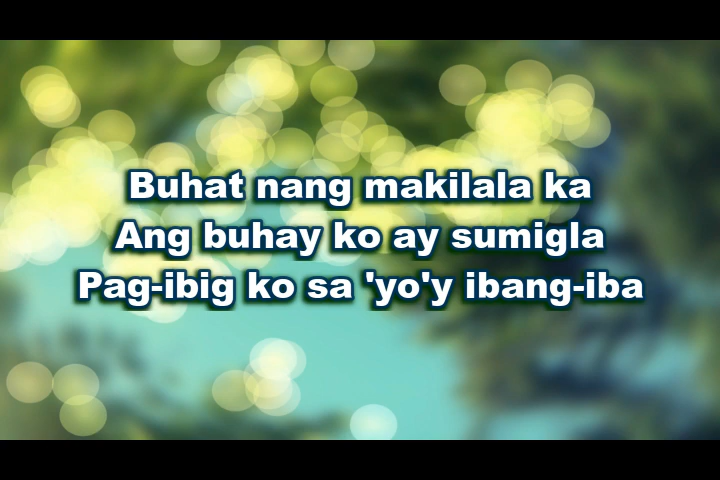 Buhat nang makilala ka
Ang buhay ko ay sumigla
Pag-ibig ko sa 'yo'y ibang-iba